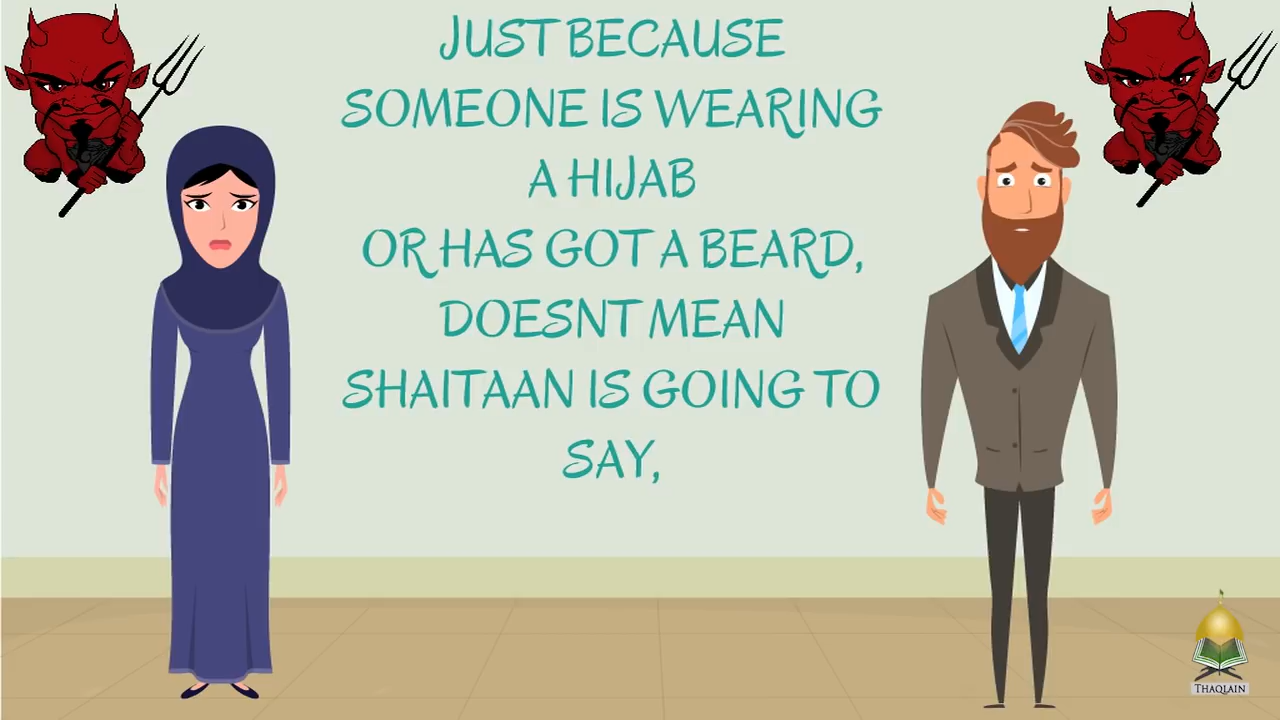 JUST BECAUSE
SOMEONE IS WEARING
A HIJAB
OR HAS GOT A BEARD,
DOESNT MEAN
SHAITAAN IS GOING TO
SAY,
THAQLAIN